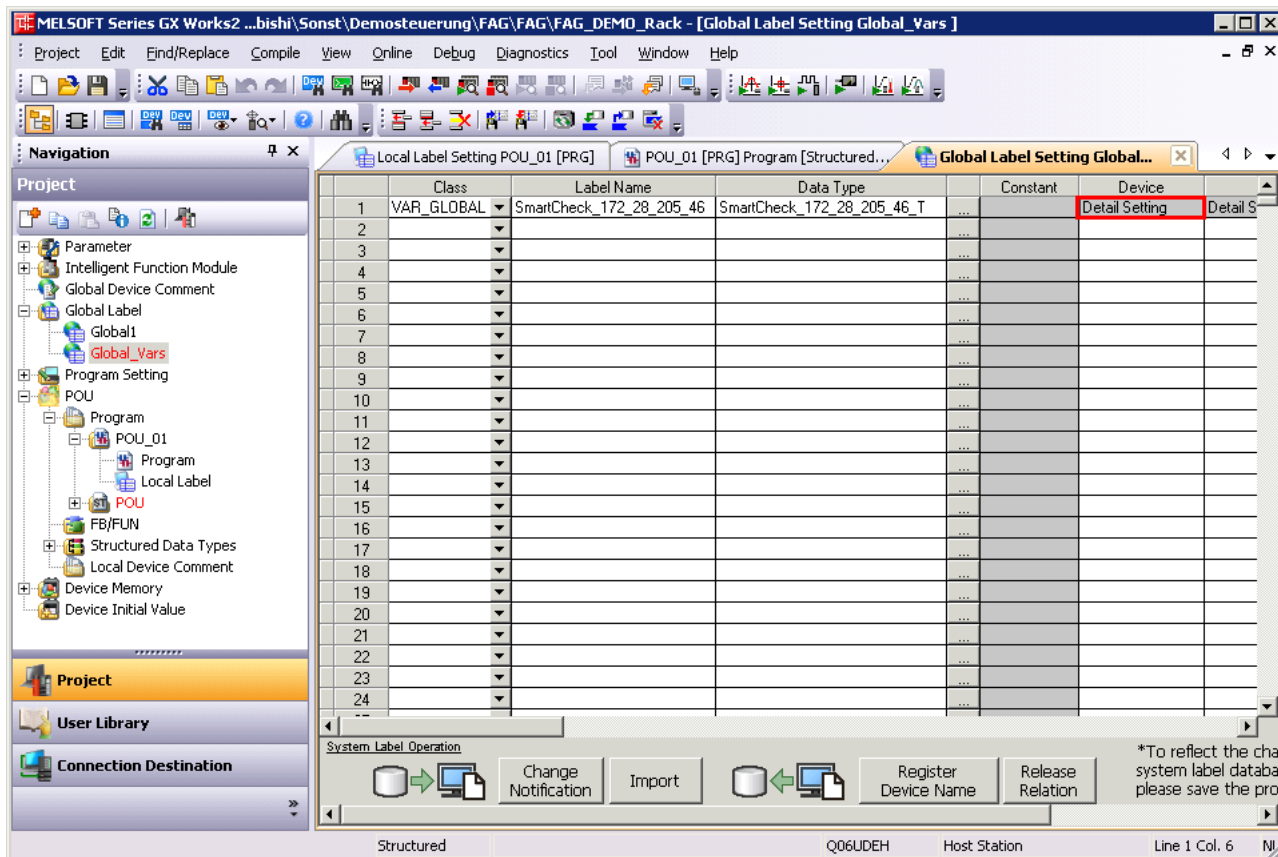 MELSOFT Series GX Works2 ...bishi\Sonst\Demosteuerung\FAG\FAG\FAG_DEMO_Rack - [Global Label Setting Global_Vars ]
Project Edit Find/Replace Compile View Online Debug Diagnostics Tool Window Help
Navigation
Project
Parameter
Intelligent Function Module
Global Device Comment
Global Label
Global1
Global_Vars
Program Setting
POU
Program
POU_01
Program
Local Label
POU
FB/FUN
Structured Data Types
Local Device Comment
Device Memory
Device Initial Value
Project
User Library
Connection Destination
Local Label Setting POU_01 [PRG] POU_01 [PRG] Program [Structured... Global Label Setting Global...
Class Label Name Data Type Constant Device
1 VAR_GLOBAL SmartCheck_172_28_205_46 SmartCheck_172_28_205_46_T ... Detail Setting Detail S
2 ...
3 ...
4 ...
5 ...
6 ...
7 ...
8 ...
9 ...
10 ...
11 ...
12 ...
13 ...
14 ...
15 ...
16 ...
17 ...
18 ...
19 ...
20 ...
21 ...
22 ...
23 ...
24 ...
System Label Operation
Change Notification
Import
Register Device Name
Release Relation
*To reflect the cha
system label databa
please save the pro
Structured Q06UDEH Host Station Line 1 Col. 6